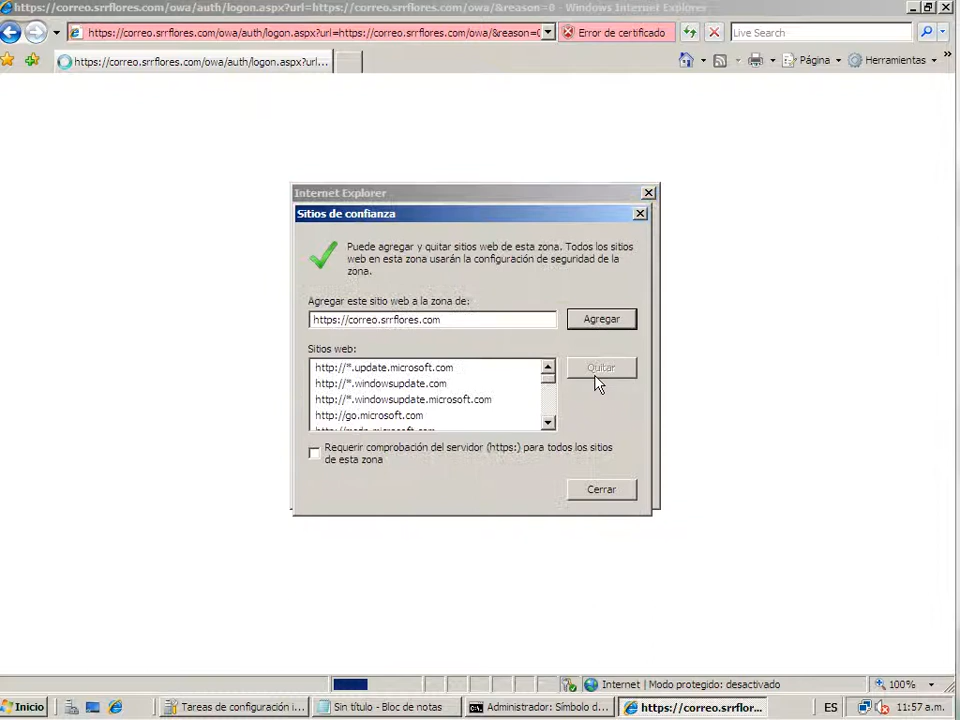 https://correo.srrflores.com/owa/auth/logon.aspx?url=https://correo.srrflores.com/owa/&reason=0 - Windows Internet Explorer
https://correo.srrflores.com/owa/auth/logon.aspx?url=https://correo.srrflores.com/owa/&reason=0
Error de certificado
Live Search
https://correo.srrflores.com/owa/auth/logon.aspx?url...
Página
Herramientas
Internet Explorer
Sitios de confianza
Puede agregar y quitar sitios web de esta zona. Todos los sitios
web en esta zona usarán la configuración de seguridad de la
zona.
Agregar este sitio web a la zona de:
https://correo.srrflores.com
Agregar
Sitios web:
http://*.update.microsoft.com
Quitar
http://*.windowsupdate.com
http://*.windowsupdate.microsoft.com
http://go.microsoft.com
Requerir comprobación del servidor (https:) para todos los sitios
de esta zona
Cerrar
Internet | Modo protegido: desactivado
100%
Inicio
Tareas de configuración i...
Sin título - Bloc de notas
Administrador: Símbolo d...
https://correo.srrflor...
ES
11:57 a.m.